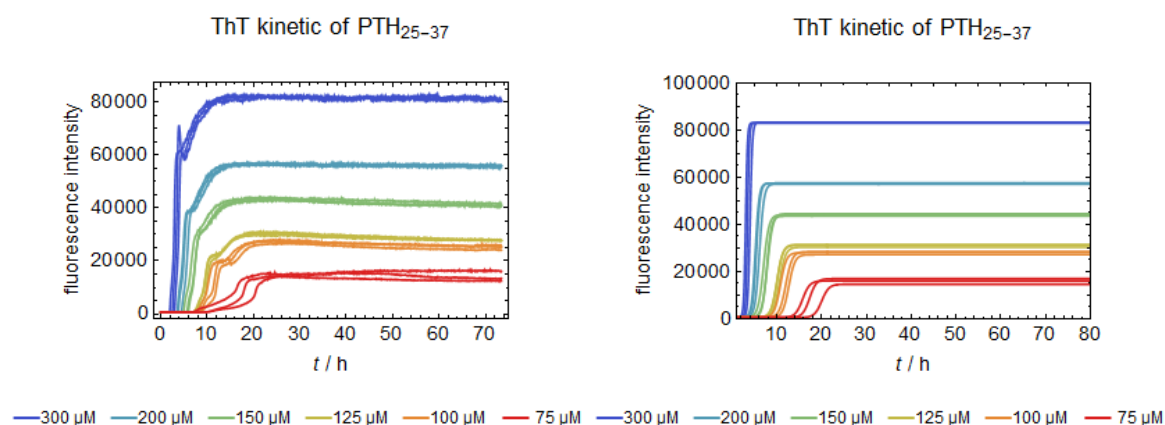 ThT kinetic of PTH25–37
fluorescence intensity
80000
60000
40000
20000
0
0 10 20 30 40 50 60 70
t / h
300 µM 200 µM 150 µM 125 µM 100 µM 75 µM
ThT kinetic of PTH25–37
fluorescence intensity
100000
80000
60000
40000
20000
0
10 20 30 40 50 60 70 80
t / h
300 µM 200 µM 150 µM 125 µM 100 µM 75 µM